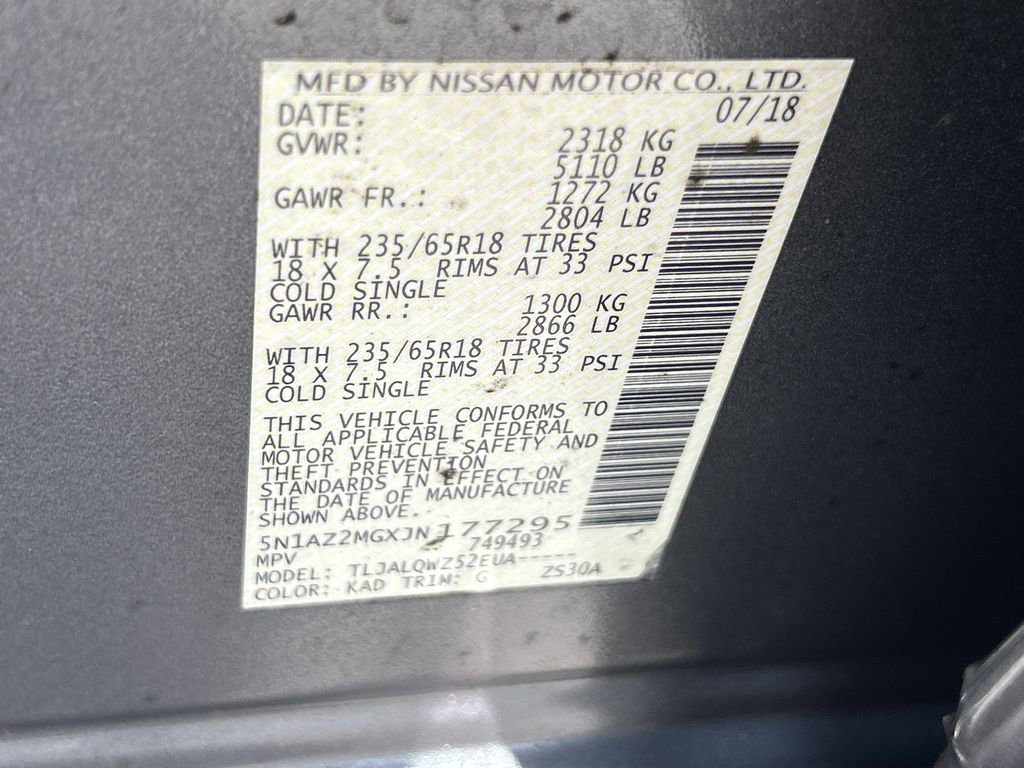 MFD BY NISSAN MOTOR CO., LTD.
DATE: 07/18
GVWR: 2318 KG
5110 LB
GAWR FR.: 1272 KG
2804 LB
WITH 235/65R18 TIRES
18 X 7.5 RIMS AT 33 PSI
COLD SINGLE
GAWR RR.: 1300 KG
2866 LB
WITH 235/65R18 TIRES
18 X 7.5 RIMS AT 33 PSI
COLD SINGLE
THIS VEHICLE CONFORMS TO
ALL APPLICABLE FEDERAL
MOTOR VEHICLE SAFETY AND
THEFT PREVENTION
STANDARDS IN EFFECT ON
THE DATE OF MANUFACTURE
SHOWN ABOVE.
5N1AZ2MGXJN177295
MPV 749493
MODEL: TLJALQWZ52EUA-----
COLOR: KAD TRIM: G ZS30A